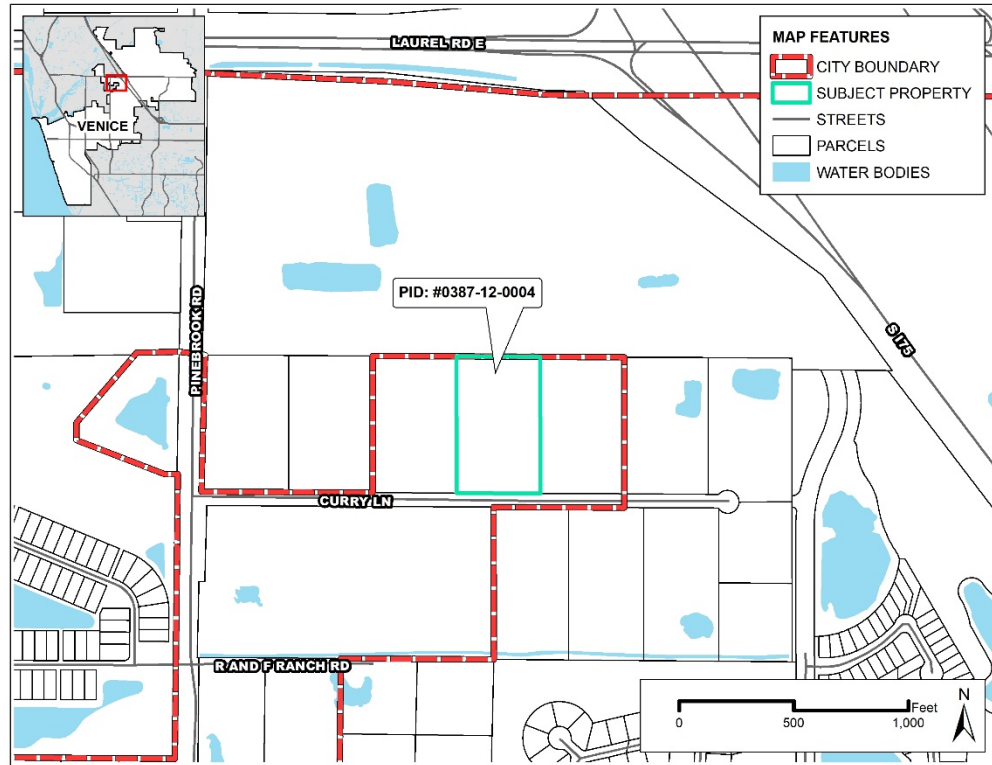 LAUREL RD E
MAP FEATURES
CITY BOUNDARY
SUBJECT PROPERTY
STREETS
PARCELS
WATER BODIES
VENICE
PID: #0387-12-0004
PINEBROOK RD
S I75
CURRY LN
R AND F RANCH RD
N
Feet
0 500 1,000